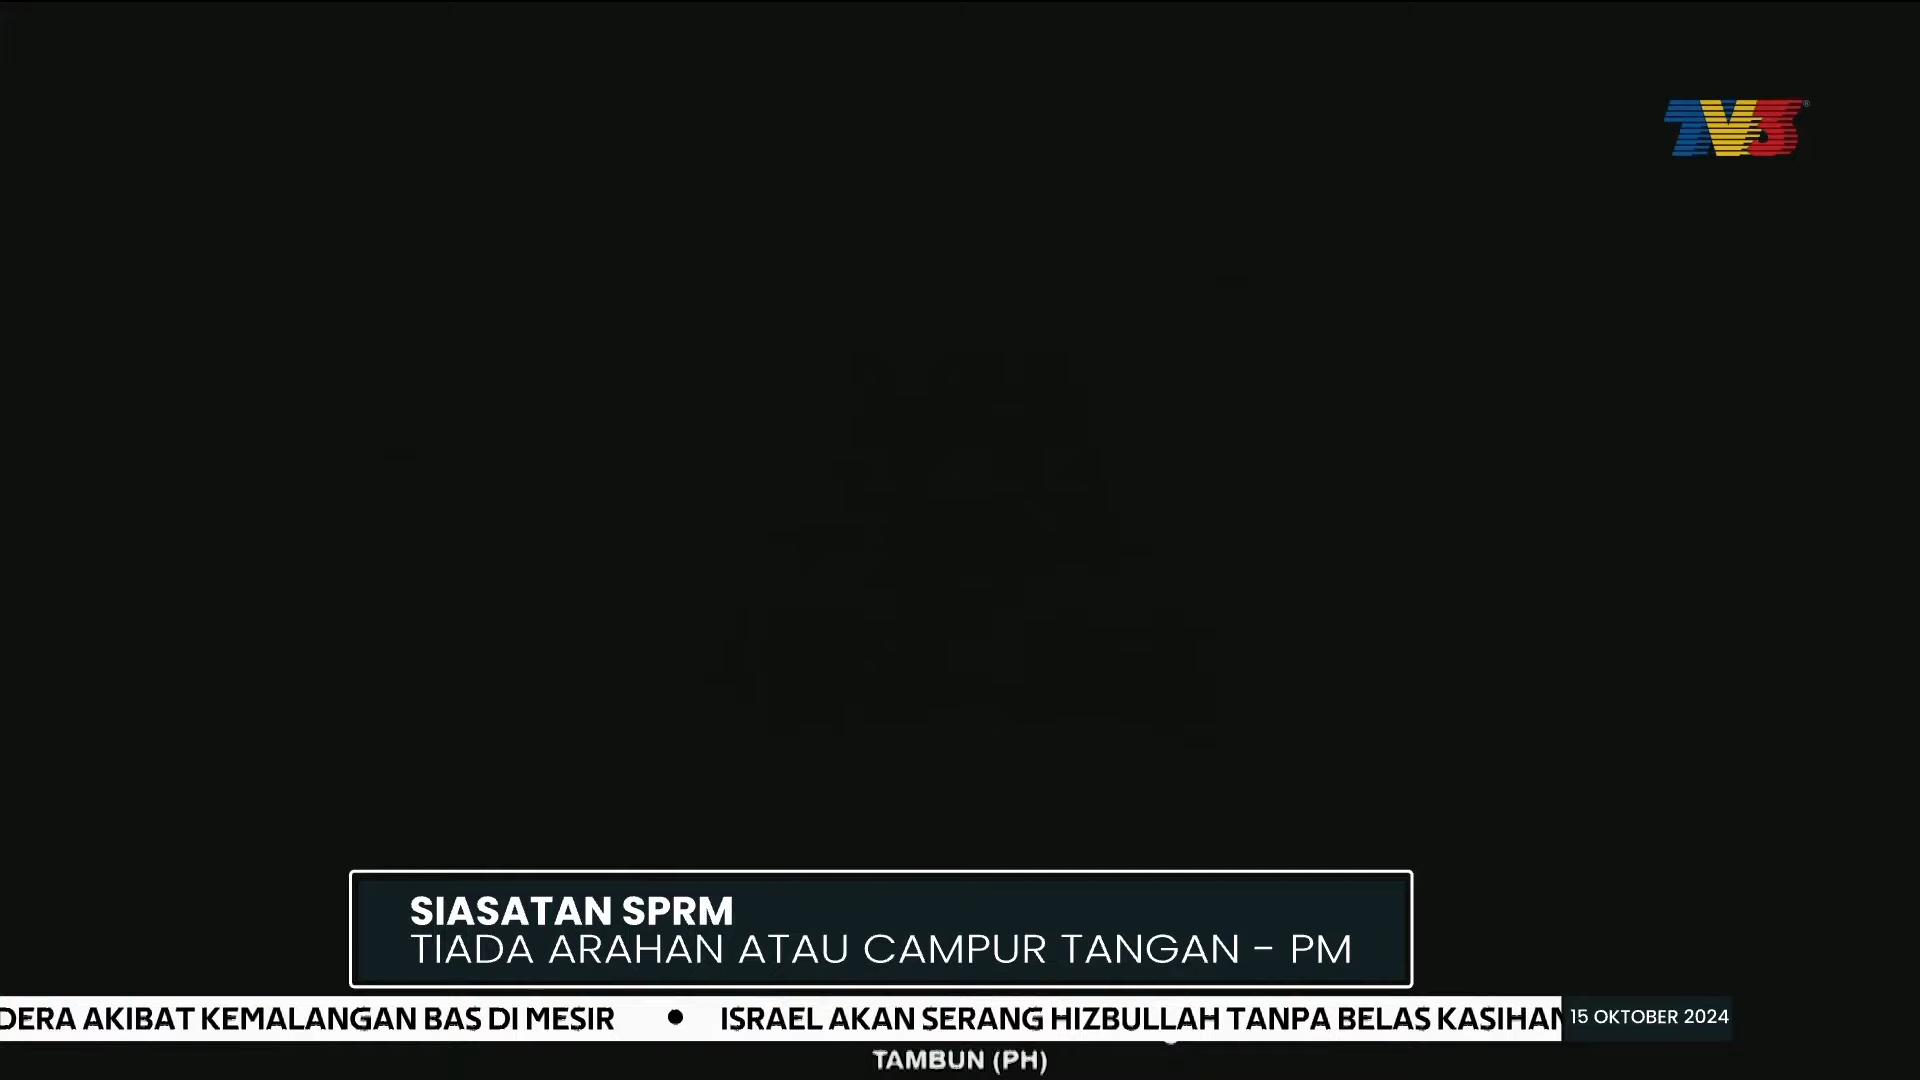 TV3
SIASATAN SPRM
TIADA ARAHAN ATAU CAMPUR TANGAN - PM
DERA AKIBAT KEMALANGAN BAS DI MESIR • ISRAEL AKAN SERANG HIZBULLAH TANPA BELAS KASIHAN
15 OKTOBER 2024
TAMBUN (PH)